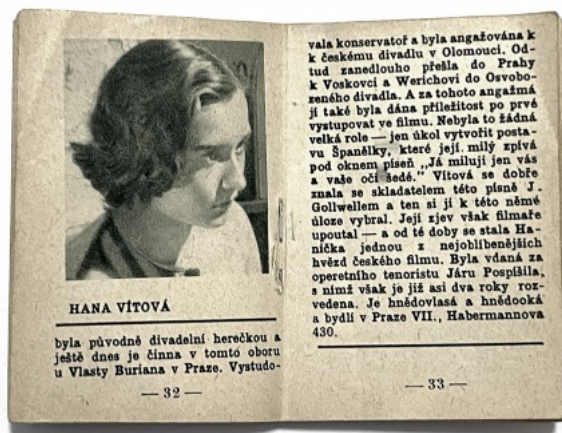 HANA VÍTOVÁ
byla původně divadelní herečkou a
ještě dnes je činna v tomto oboru
u Vlasty Buriana v Praze. Vystudo-
— 32 —
vala konservatoř a byla angažována k
k českému divadlu v Olomouci. Od-
tud zanedlouho přešla do Prahy
k Voskovci a Werichovi do Osvobo-
zeného divadla. A za tohoto angažmá
jí také byla dána příležitost po prvé
vystupovat ve filmu. Nebyla to žádná
velká role — jen úkol vytvořit posta-
vu Španělky, které její milý zpívá
pod oknem píseň „Já miluji jen vás
a vaše oči šedé.” Vítová se dobře
znala se skladatelem této písně J.
Gollwellem a ten si ji k této němé
úloze vybral. Její zjev však filmaře
upoutal — a od té doby se stala Ha-
nička jednou z nejoblíbenějších
hvězd českého filmu. Byla vdaná za
operetního tenoristu Járu Pospíšila,
s nímž však je již asi dva roky roz-
vedena. Je hnědovlasá a hnědooká
a bydlí v Praze VII., Habermannova
430.
— 33 —